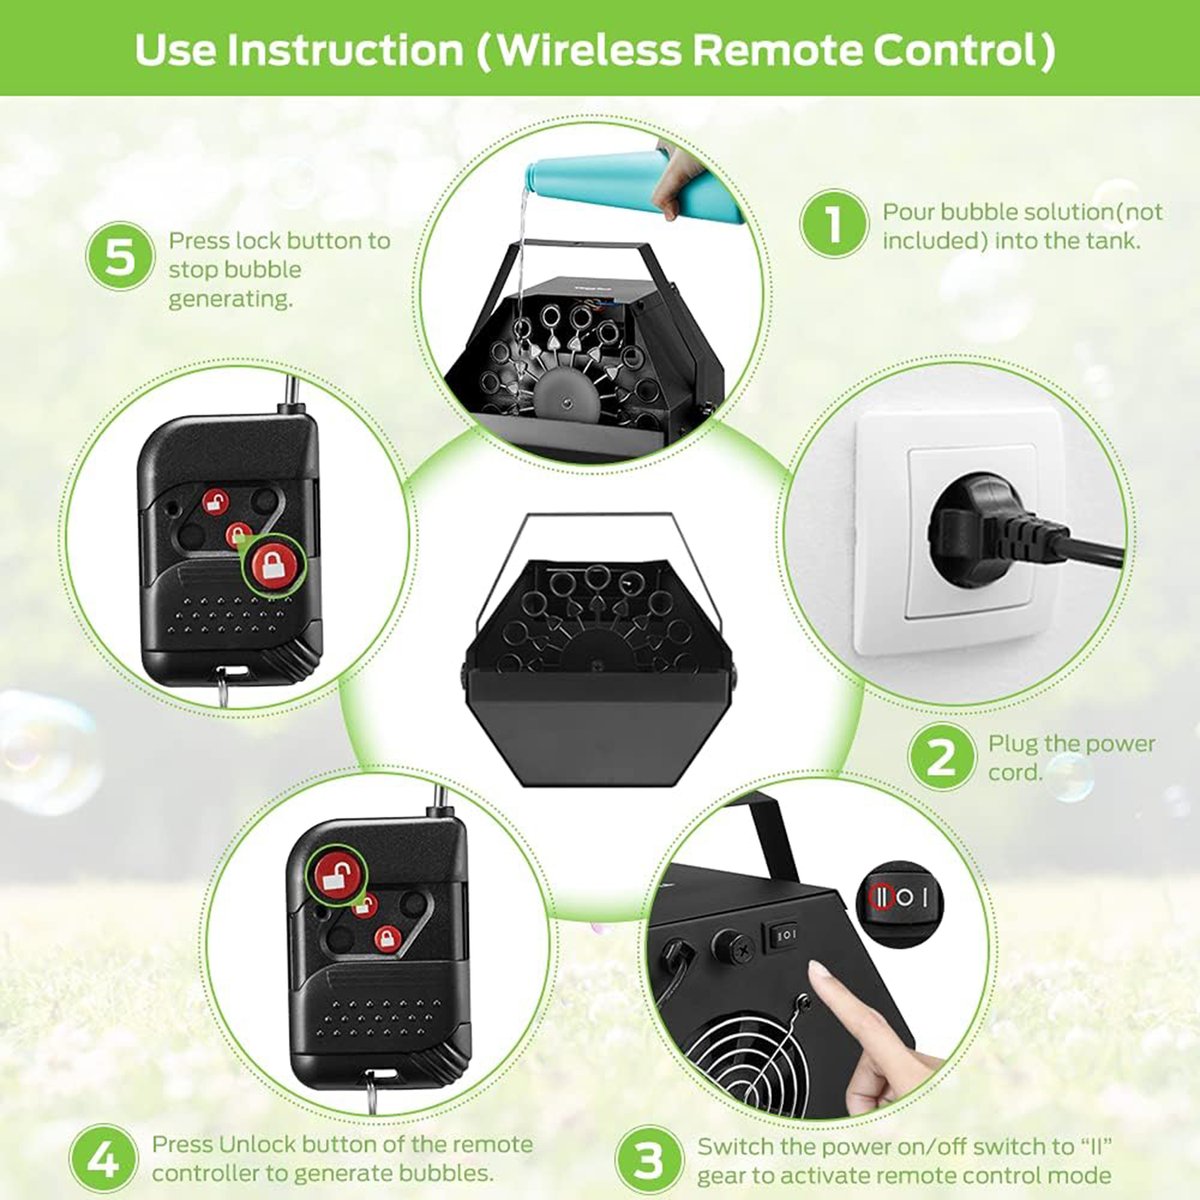 Use Instruction (Wireless Remote Control)
1
Pour bubble solution(not
included) into the tank.
2
Plug the power
cord.
3
Switch the power on/off switch to "II"
gear to activate remote control mode
4
Press Unlock button of the remote
controller to generate bubbles.
5
Press lock button to
stop bubble
generating.